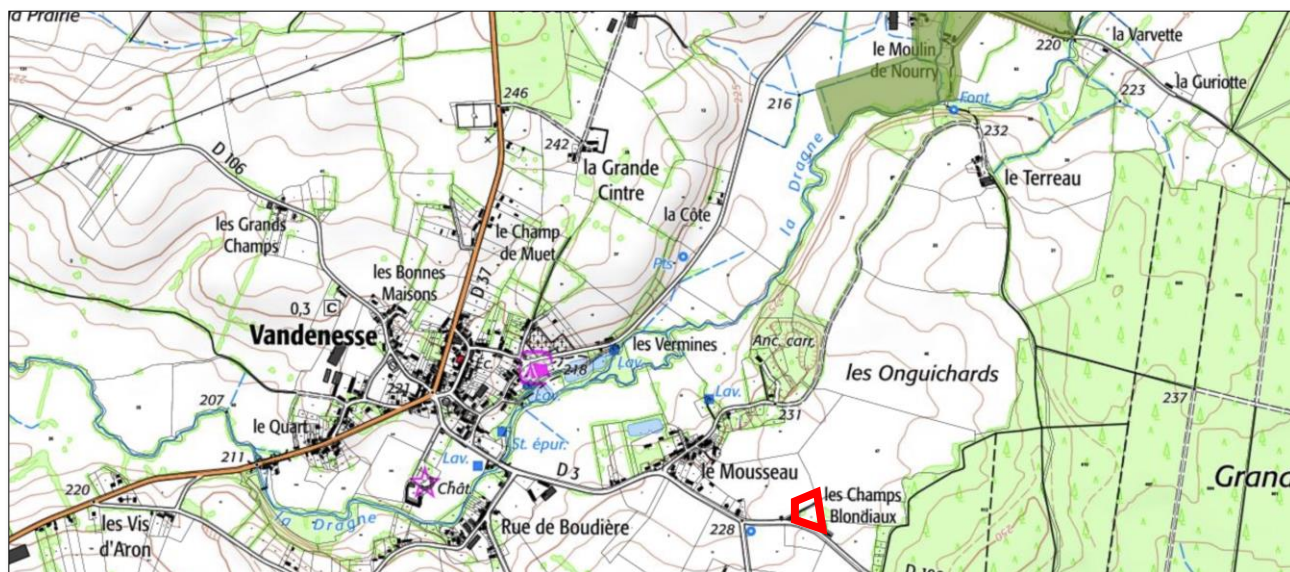 la Prairie
le Moulin
de Nourry
220
la Varvette
la Guriotte
223
216
225
Font.
232
le Terreau
246
242
la Grande
Cintre
D 106
la Côte
la Dragne
les Grands
Champs
le Champ
de Muet
D 37
Pts
les Bonnes
Maisons
0,3 C
Vandenesse
les Vermines
Lav.
218
Anc. carr.
les Onguichards
237
221
Lav.
207
le Quart
231
St. épur.
211
Lav.
D 3
le Mousseau
Chât.
220
les Vis
d'Aron
la Dragne
Rue de Boudière
228
les Champs
Blondiaux
Grand
250